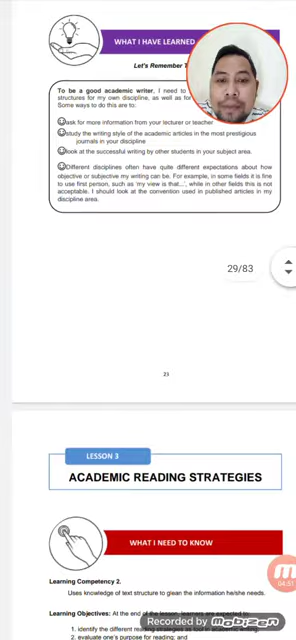 WHAT I HAVE LEARNED
Let's Remember
To be a good academic writer, I need to
structures for my own discipline, as well as for
Some ways to do this are to:
ask for more information from your lecturer or teacher
study the writing style of the academic articles in the most prestigious
journals in your discipline
look at the successful writing by other students in your subject area.
Different disciplines often have quite different expectations about how
objective or subjective my writing can be. For example, in some fields it is fine
to use first person, such as 'my view is that...', while in other fields this is not
acceptable. I should look at the convention used in published articles in my
discipline area.
29/83
23
LESSON 3
ACADEMIC READING STRATEGIES
WHAT I NEED TO KNOW
04:51
Learning Competency 2.
Uses knowledge of text structure to glean the information he/she needs.
Learning Objectives: At the end of the lesson, learners are expected to:
Recorded by Mobizen
1. identify the different reading strategies
2. evaluate one's purpose for reading; and